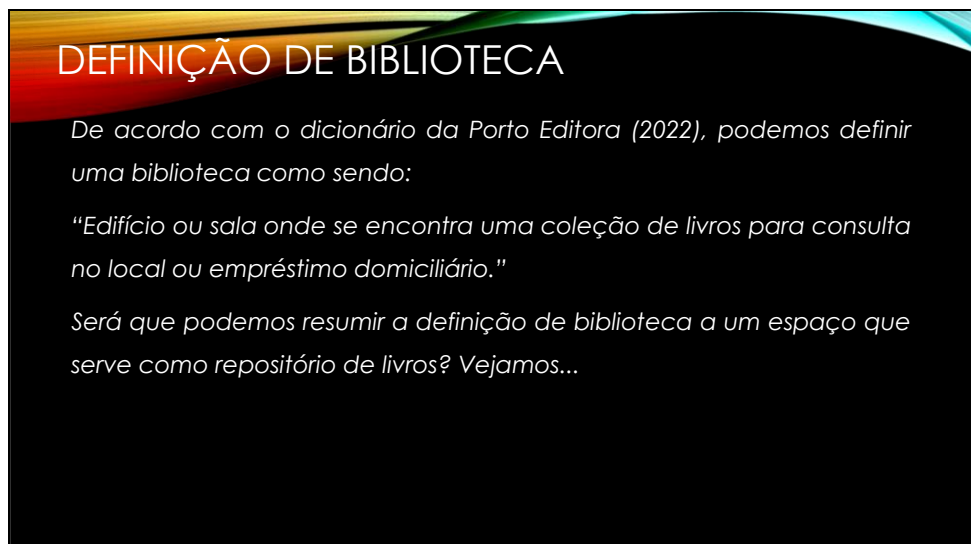 DEFINIÇÃO DE BIBLIOTECA
De acordo com o dicionário da Porto Editora (2022), podemos definir
uma biblioteca como sendo:
“Edifício ou sala onde se encontra uma coleção de livros para consulta
no local ou empréstimo domiciliário.”
Será que podemos resumir a definição de biblioteca a um espaço que
serve como repositório de livros? Vejamos...